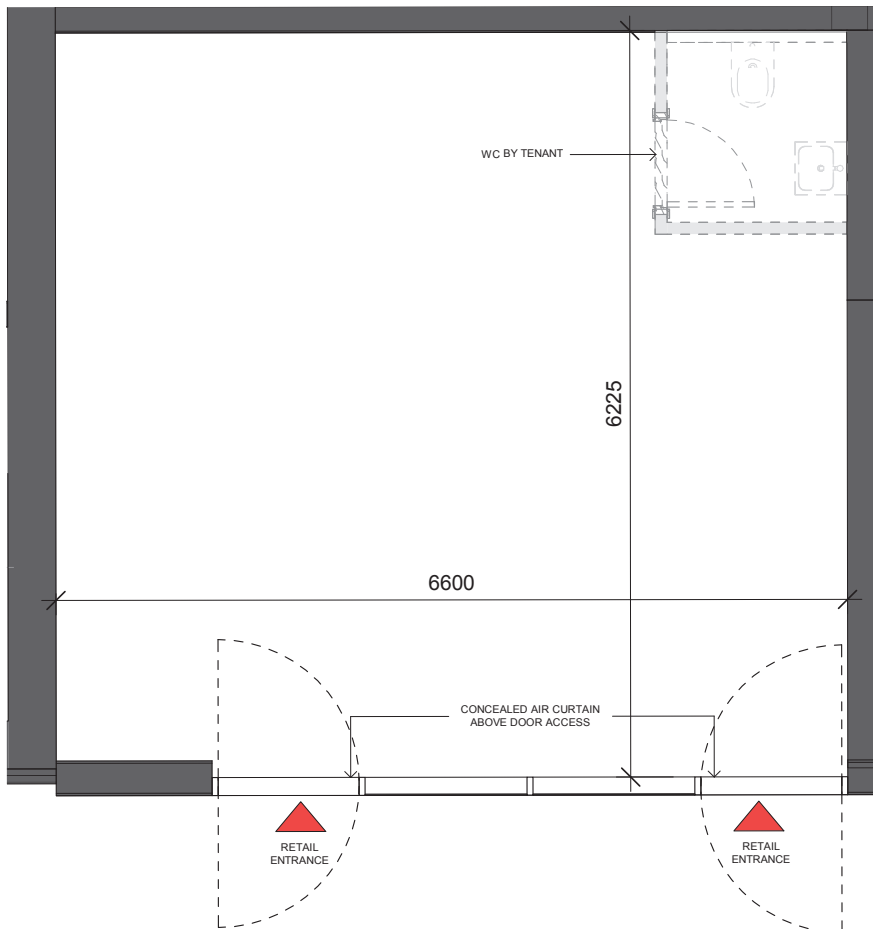 WC BY TENANT
6225
6600
CONCEALED AIR CURTAIN
ABOVE DOOR ACCESS
RETAIL
ENTRANCE
RETAIL
ENTRANCE